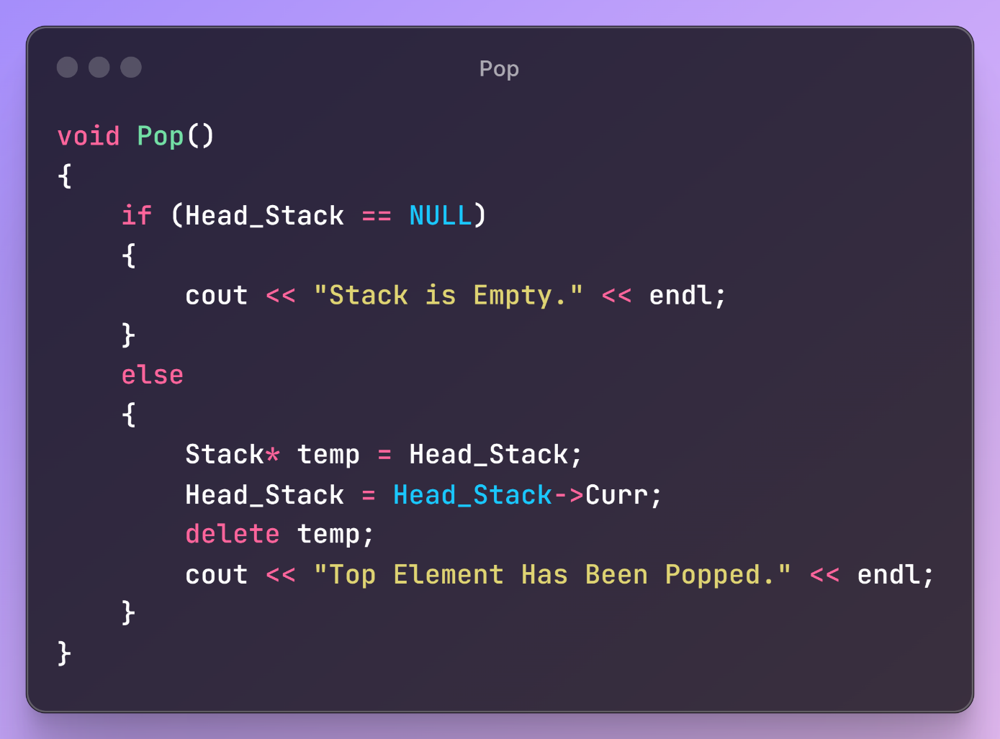 Pop
void Pop()
{
    if (Head_Stack == NULL)
    {
        cout << "Stack is Empty." << endl;
    }
    else
    {
        Stack* temp = Head_Stack;
        Head_Stack = Head_Stack->Curr;
        delete temp;
        cout << "Top Element Has Been Popped." << endl;
    }
}